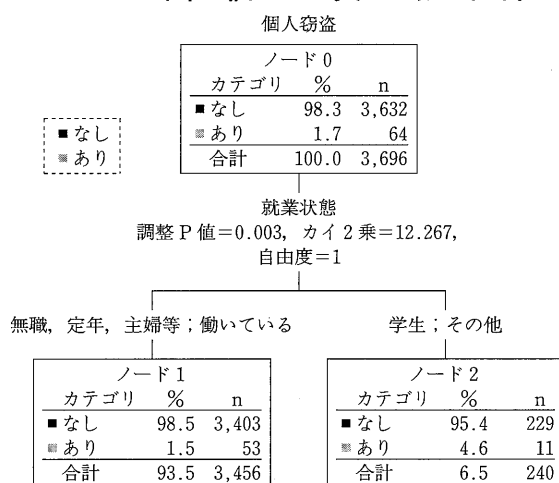 個人窃盗
ノード0
カテゴリ % n
■なし 98.3 3,632
■あり 1.7 64
合計 100.0 3,696
■なし
■あり
就業状態
調整P値=0.003, カイ2乗=12.267,
自由度=1
無職, 定年, 主婦等;働いている
学生;その他
ノード1
カテゴリ % n
■なし 98.5 3,403
■あり 1.5 53
合計 93.5 3,456
ノード2
カテゴリ % n
■なし 95.4 229
■あり 4.6 11
合計 6.5 240